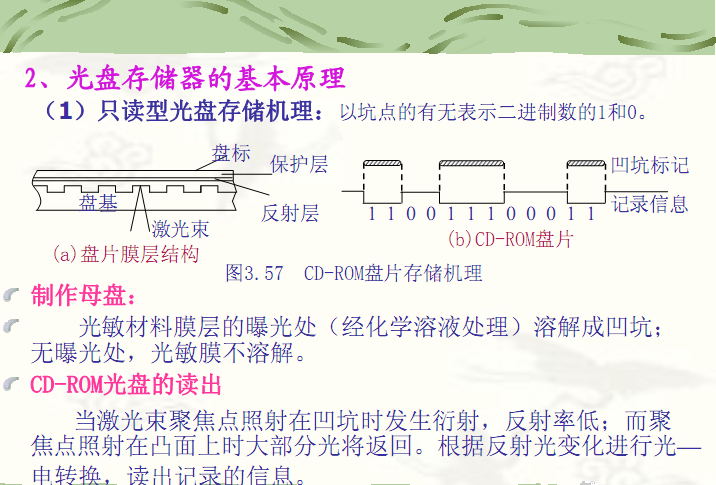 2、光盘存储器的基本原理
（1）只读型光盘存储机理：以坑点的有无表示二进制数的1和0。
盘标
保护层
盘基
反射层
激光束
(a)盘片膜层结构
凹坑标记
记录信息
1 1 0 0 1 1 1 0 0 0 1 1
(b)CD-ROM盘片
图3.57 CD-ROM盘片存储机理
制作母盘：
光敏材料膜层的曝光处（经化学溶液处理）溶解成凹坑；
无曝光处，光敏膜不溶解。
CD-ROM光盘的读出
当激光束聚焦点照射在凹坑时发生衍射，反射率低；而聚
焦点照射在凸面上时大部分光将返回。根据反射光变化进行光—
电转换，读出记录的信息。